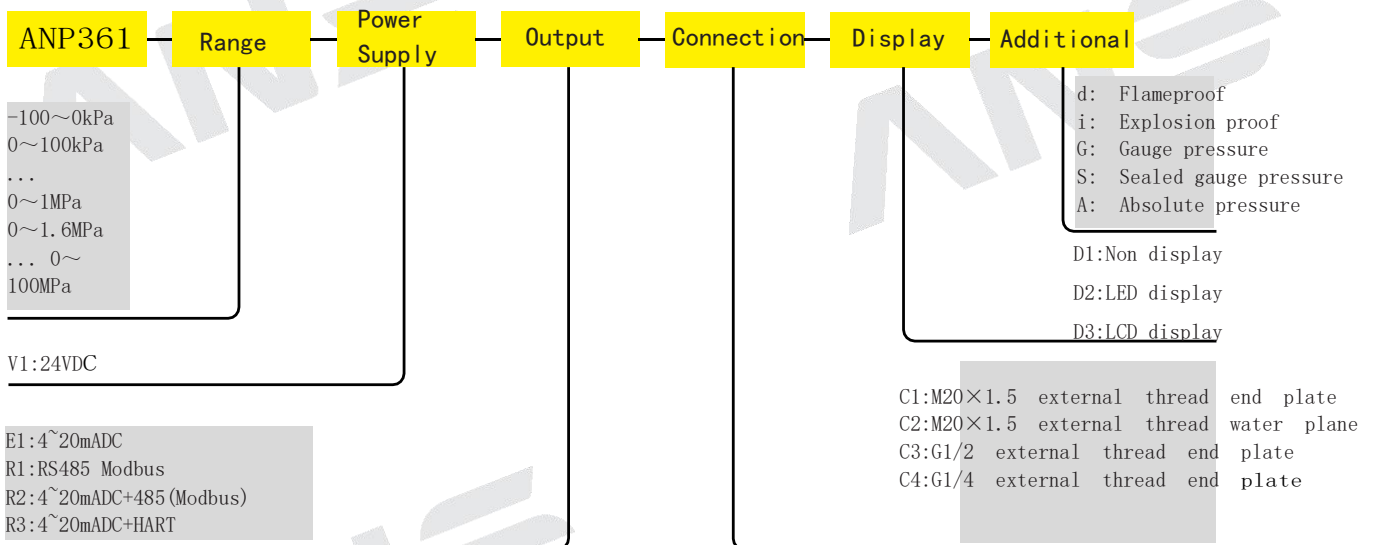 ANP361
Range
Power
Supply
Output
Connection
Display
Additional
-100～0kPa
0～100kPa
...
0～1MPa
0～1.6MPa
... 0～
100MPa
V1:24VDC
E1:4~20mADC
R1:RS485 Modbus
R2:4~20mADC+485(Modbus)
R3:4~20mADC+HART
d: Flameproof
i: Explosion proof
G: Gauge pressure
S: Sealed gauge pressure
A: Absolute pressure
D1:Non display
D2:LED display
D3:LCD display
C1:M20×1.5 external thread end plate
C2:M20×1.5 external thread water plane
C3:G1/2 external thread end plate
C4:G1/4 external thread end plate